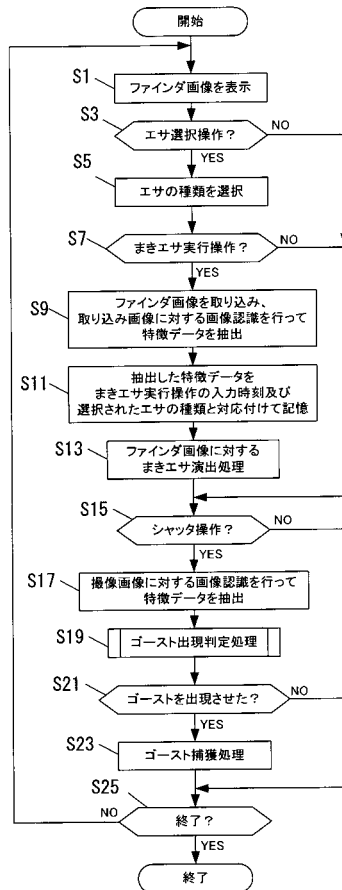 開始
S1
ファインダ画像を表示
S3
エサ選択操作？
NO
YES
S5
エサの種類を選択
S7
まきエサ実行操作？
NO
YES
S9
ファインダ画像を取り込み、
取り込み画像に対する画像認識を行って
特徴データを抽出
S11
抽出した特徴データを
まきエサ実行操作の入力時刻及び
選択されたエサの種類と対応付けて記憶
S13
ファインダ画像に対する
まきエサ演出処理
S15
シャッタ操作？
NO
YES
S17
撮像画像に対する画像認識を行って
特徴データを抽出
S19
ゴースト出現判定処理
S21
ゴーストを出現させた？
NO
YES
S23
ゴースト捕獲処理
S25
NO
終了？
YES
終了